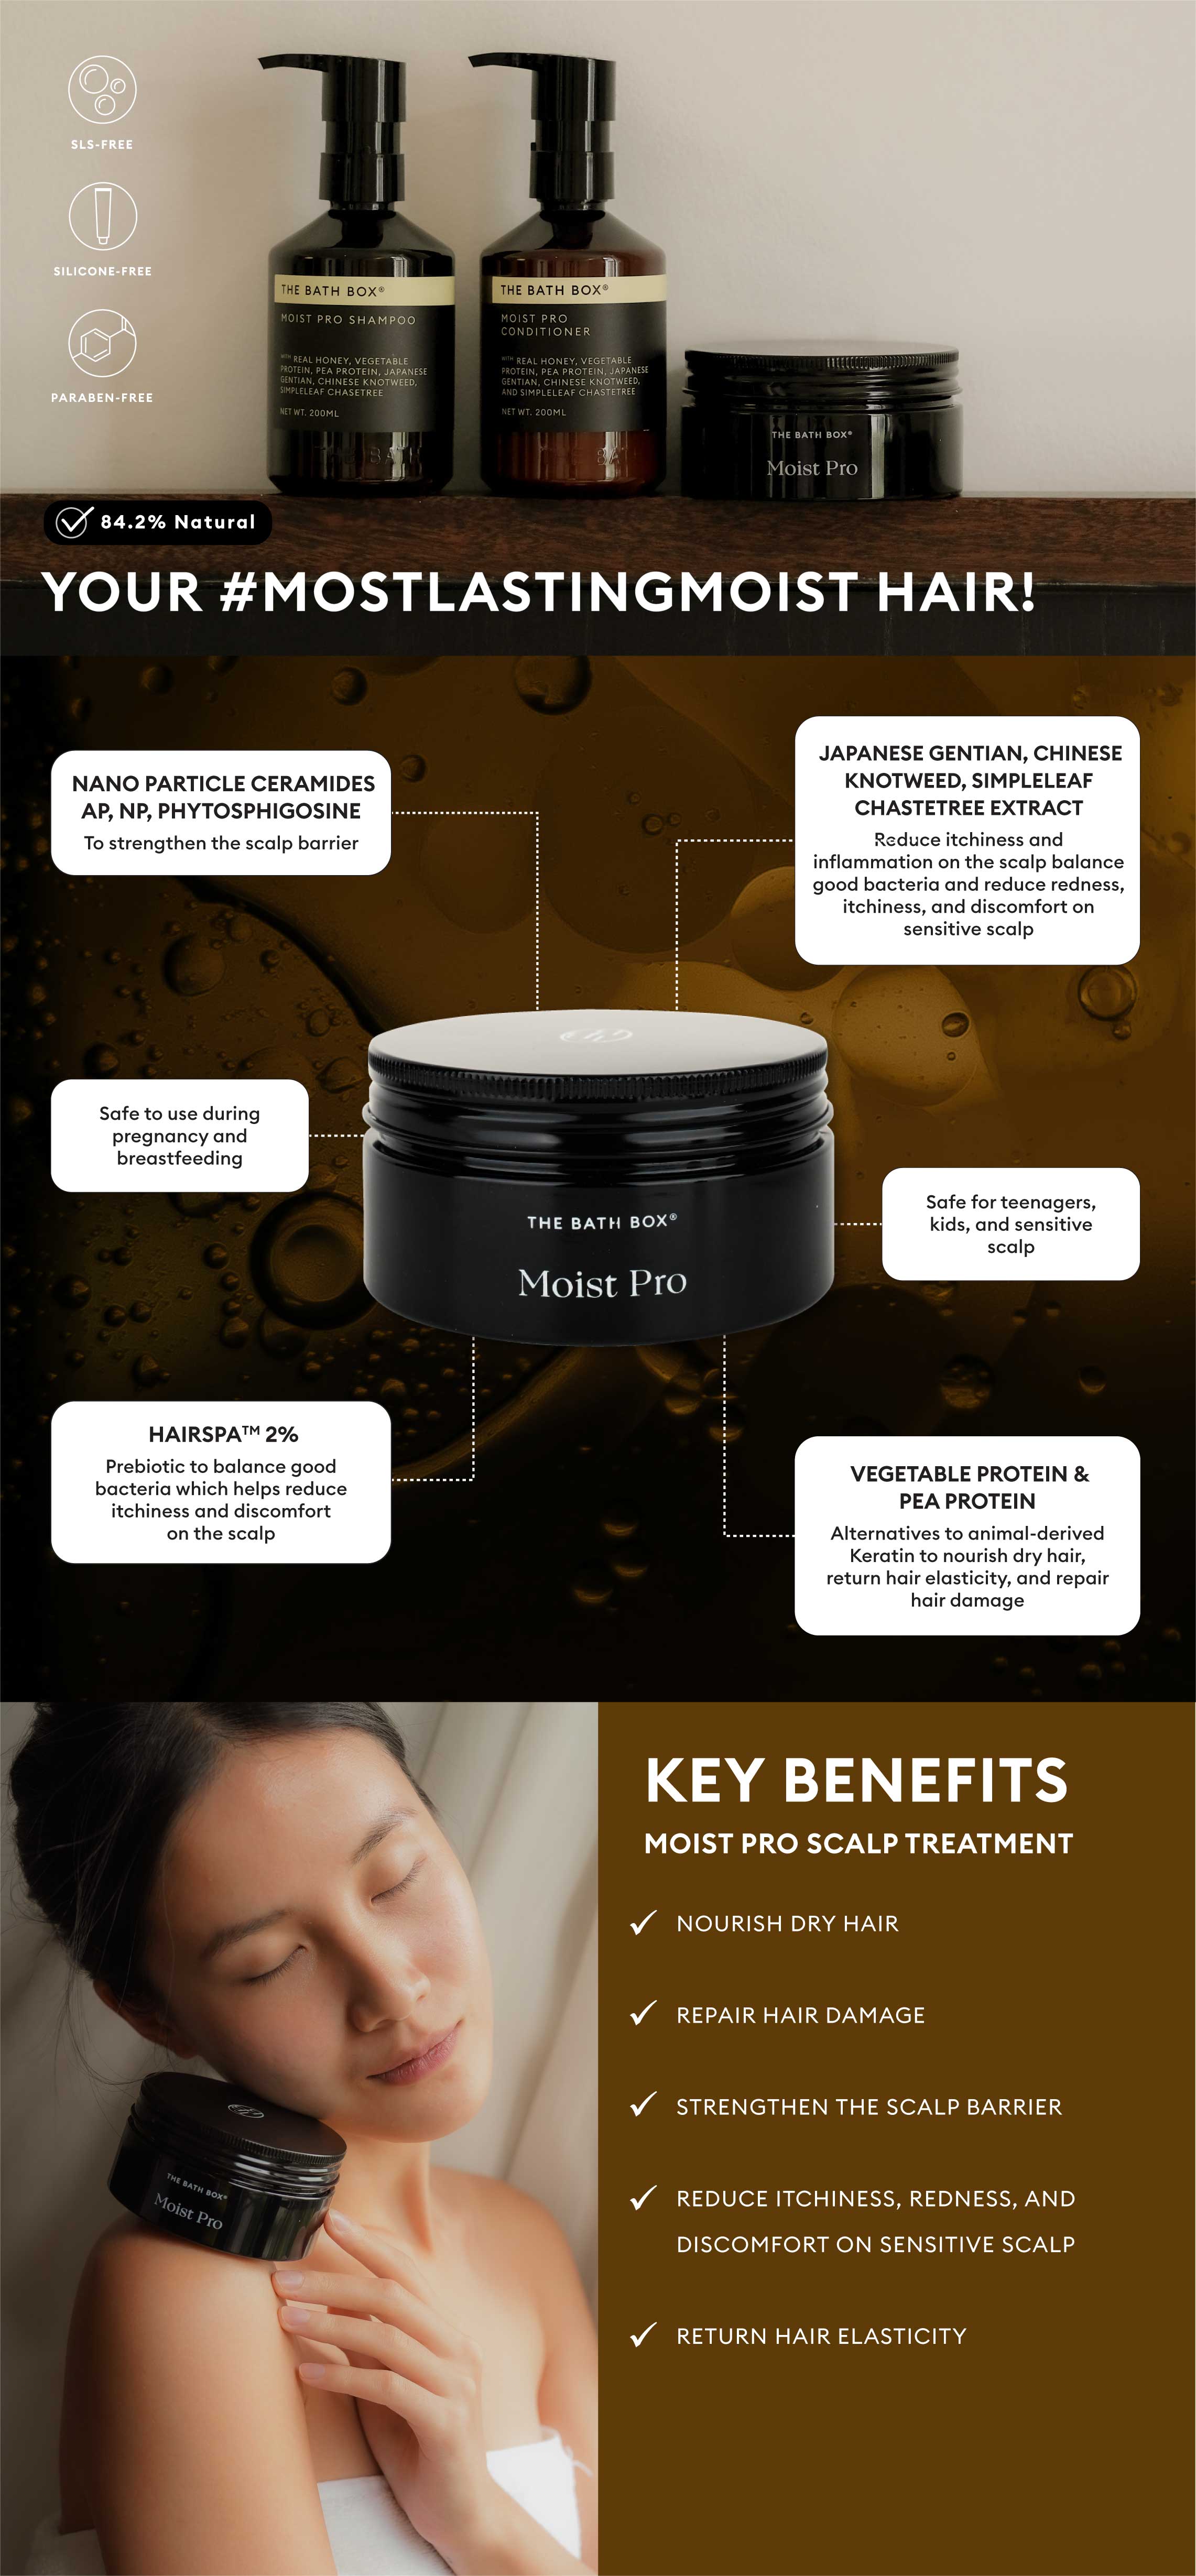 SLS-FREE
SILICONE-FREE
PARABEN-FREE
THE BATH BOX®
MOIST PRO SHAMPOO
WITH REAL HONEY, VEGETABLE
PROTEIN, PEA PROTEIN, JAPANESE
GENTIAN, CHINESE KNOTWEED,
SIMPLELEAF CHASTETREE
NET WT. 200ML
THE BATH
THE BATH BOX®
MOIST PRO
CONDITIONER
WITH REAL HONEY, VEGETABLE
PROTEIN, PEA PROTEIN, JAPANESE
GENTIAN, CHINESE KNOTWEED,
AND SIMPLELEAF CHASTETREE
NET WT. 200ML
THE BATH BOX®
Moist Pro
84.2% Natural
YOUR #MOSTLASTINGMOIST HAIR!
NANO PARTICLE CERAMIDES
AP, NP, PHYTOSPHIGOSINE
To strengthen the scalp barrier
JAPANESE GENTIAN, CHINESE
KNOTWEED, SIMPLELEAF
CHASTETREE EXTRACT
Reduce itchiness and
inflammation on the scalp balance
good bacteria and reduce redness,
itchiness, and discomfort on
sensitive scalp
Safe to use during
pregnancy and
breastfeeding
THE BATH BOX®
Moist Pro
Safe for teenagers,
kids, and sensitive
scalp
HAIRSPA™ 2%
Prebiotic to balance good
bacteria which helps reduce
itchiness and discomfort
on the scalp
VEGETABLE PROTEIN &
PEA PROTEIN
Alternatives to animal-derived
Keratin to nourish dry hair,
return hair elasticity, and repair
hair damage
THE BATH BOX®
Moist Pro
KEY BENEFITS
MOIST PRO SCALP TREATMENT
NOURISH DRY HAIR
REPAIR HAIR DAMAGE
STRENGTHEN THE SCALP BARRIER
REDUCE ITCHINESS, REDNESS, AND
DISCOMFORT ON SENSITIVE SCALP
RETURN HAIR ELASTICITY